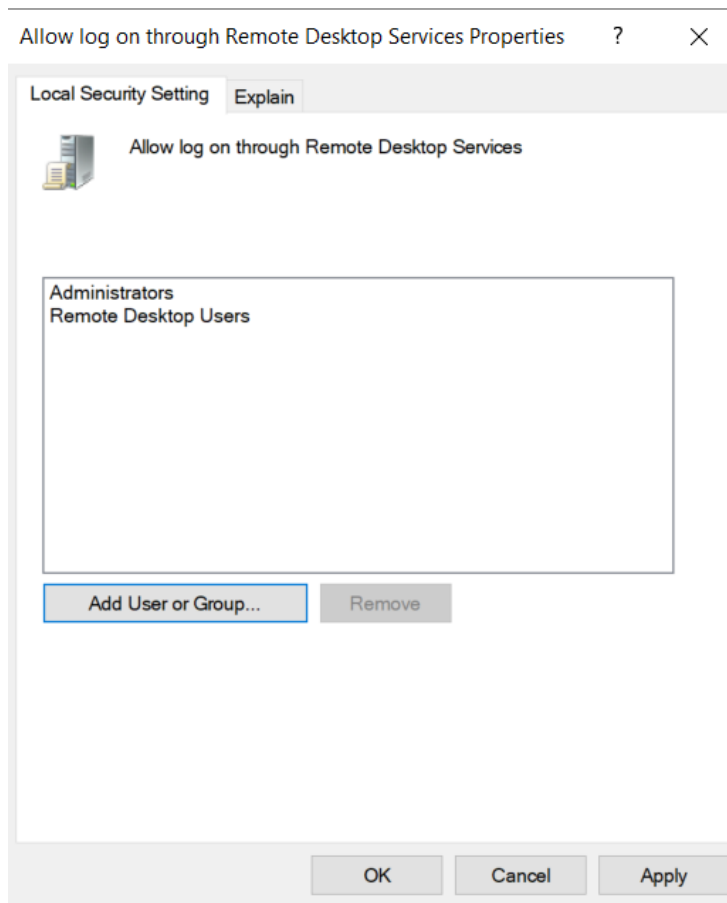 Allow log on through Remote Desktop Services Properties ?
Local Security Setting Explain
Allow log on through Remote Desktop Services
Administrators
Remote Desktop Users
Add User or Group... Remove
OK Cancel Apply